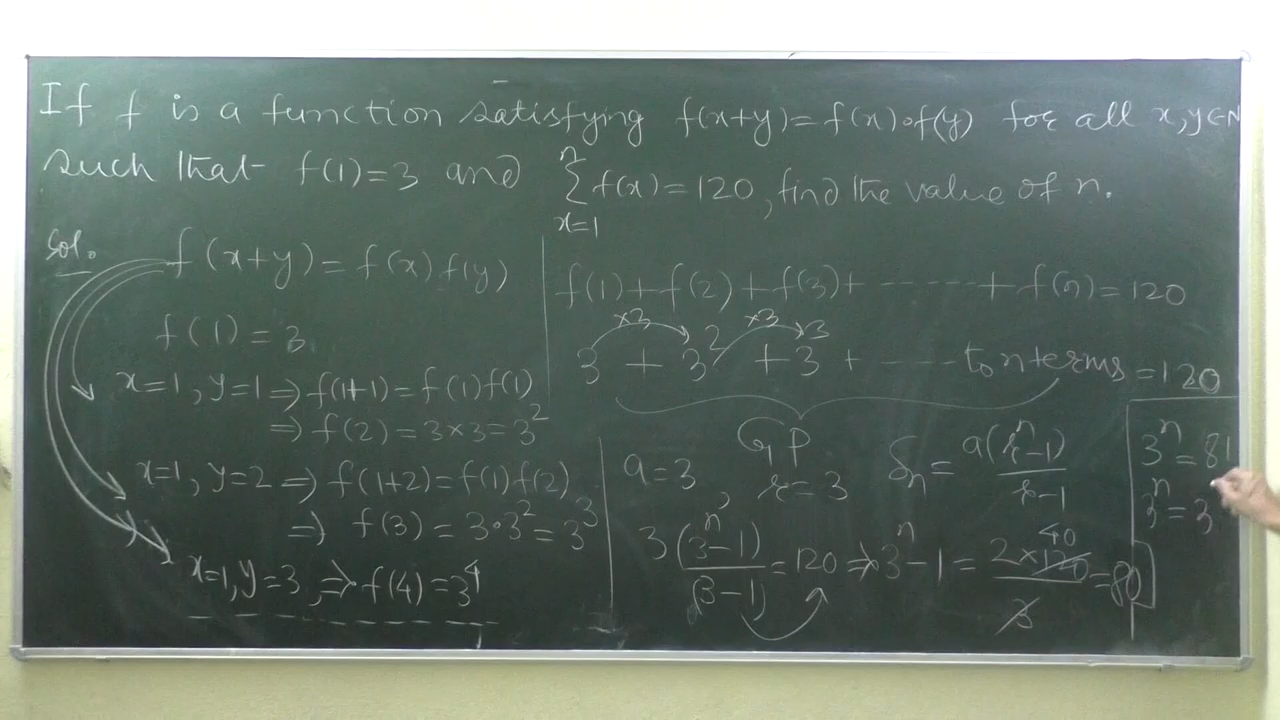 If f is a function satisfying f(x+y)=f(x)•f(y) for all x,y∈N
such that f(1)=3 and ∑ₓ₌₁ⁿ f(x)=120, find the value of n.
Sol.
f(x+y)=f(x)f(y)
f(1)=3
x=1, y=1 ⇒ f(1+1)=f(1)f(1)
⇒ f(2)=3×3=3²
x=1, y=2 ⇒ f(1+2)=f(1)f(2)
⇒ f(3)=3•3²=3³
x=1, y=3, ⇒ f(4)=3⁴
f(1)+f(2)+f(3)+ ------+f(n)=120
×3 ×3
3 + 3² + 3³ + ----- to n terms =120
GP
a=3, r=3 Sₙ = a(rⁿ-1)/(r-1)
3(3ⁿ-1)/(3-1) =120 ⇒ 3ⁿ-1 = 2×120/3 =80
40
3ⁿ=81
3ⁿ=3